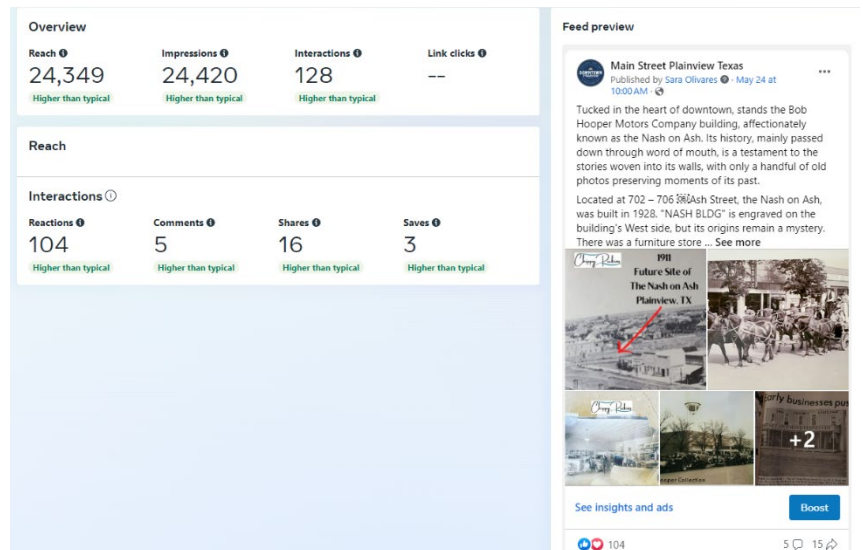 Overview
Reach
24,349
Higher than typical
Impressions
24,420
Higher than typical
Interactions
128
Higher than typical
Link clicks
--
Reach
Interactions
Reactions
104
Higher than typical
Comments
5
Higher than typical
Shares
16
Higher than typical
Saves
3
Higher than typical
Feed preview
DOWNTOWN
Main Street Plainview Texas
Published by Sara Olivares · May 24 at
10:00 AM ·
Tucked in the heart of downtown, stands the Bob
Hooper Motors Company building, affectionately
known as the Nash on Ash. Its history, mainly passed
down through word of mouth, is a testament to the
stories woven into its walls, with only a handful of old
photos preserving moments of its past.
Located at 702 – 706 Ash Street, the Nash on Ash,
was built in 1928. "NASH BLDG" is engraved on the
building's West side, but its origins remain a mystery.
There was a furniture store ... See more
1911
Future Site of
The Nash on Ash
Plainview, TX
Early businesses
+2
Collection
See insights and ads
Boost
104
5
15